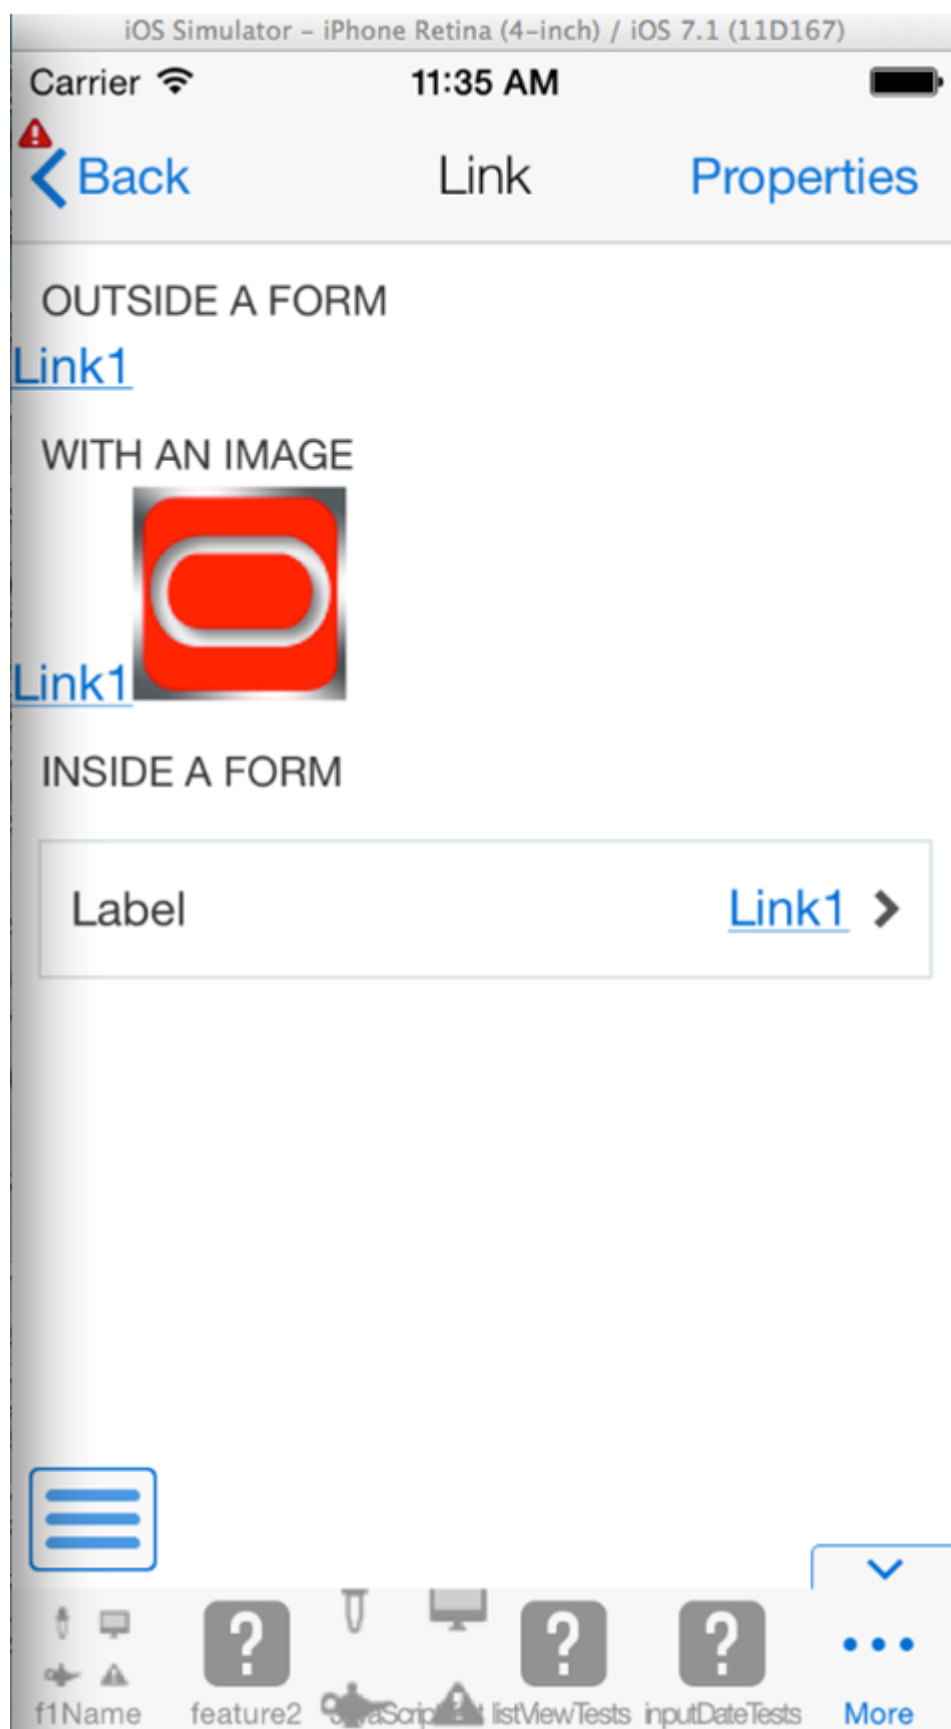 iOS Simulator – iPhone Retina (4-inch) / iOS 7.1 (11D167)
Carrier 11:35 AM
Back Link Properties
OUTSIDE A FORM
Link1
WITH AN IMAGE
Link1
INSIDE A FORM
Label Link1
f1Name feature2 listViewTests inputDateTests More